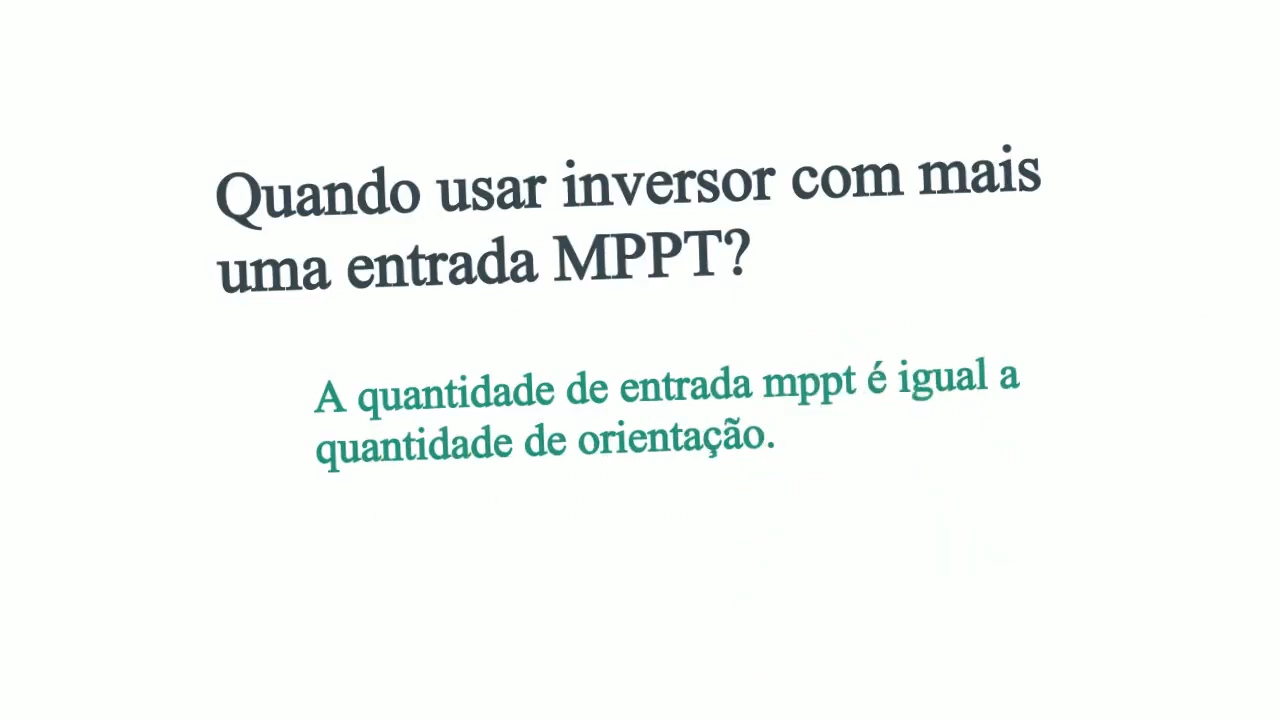 Quando usar inversor com mais
uma entrada MPPT?
A quantidade de entrada mppt é igual a
quantidade de orientação.